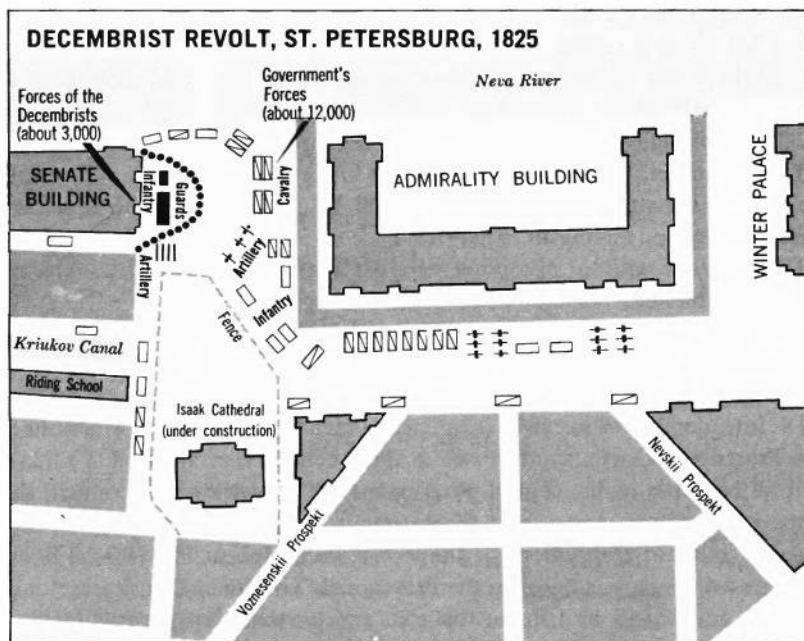 DECEMBRIST REVOLT, ST. PETERSBURG, 1825
Neva River
Government's
Forces
(about 12,000)
Forces of the
Decembrists
(about 3,000)
SENATE
BUILDING
Infantry
Guards
Cavalry
ADMIRALITY BUILDING
WINTER PALACE
Artillery
Artillery
Infantry
Fence
Kriukov Canal
Riding School
Isaak Cathedral
(under construction)
Voznesenskii Prospekt
Nevskii Prospekt